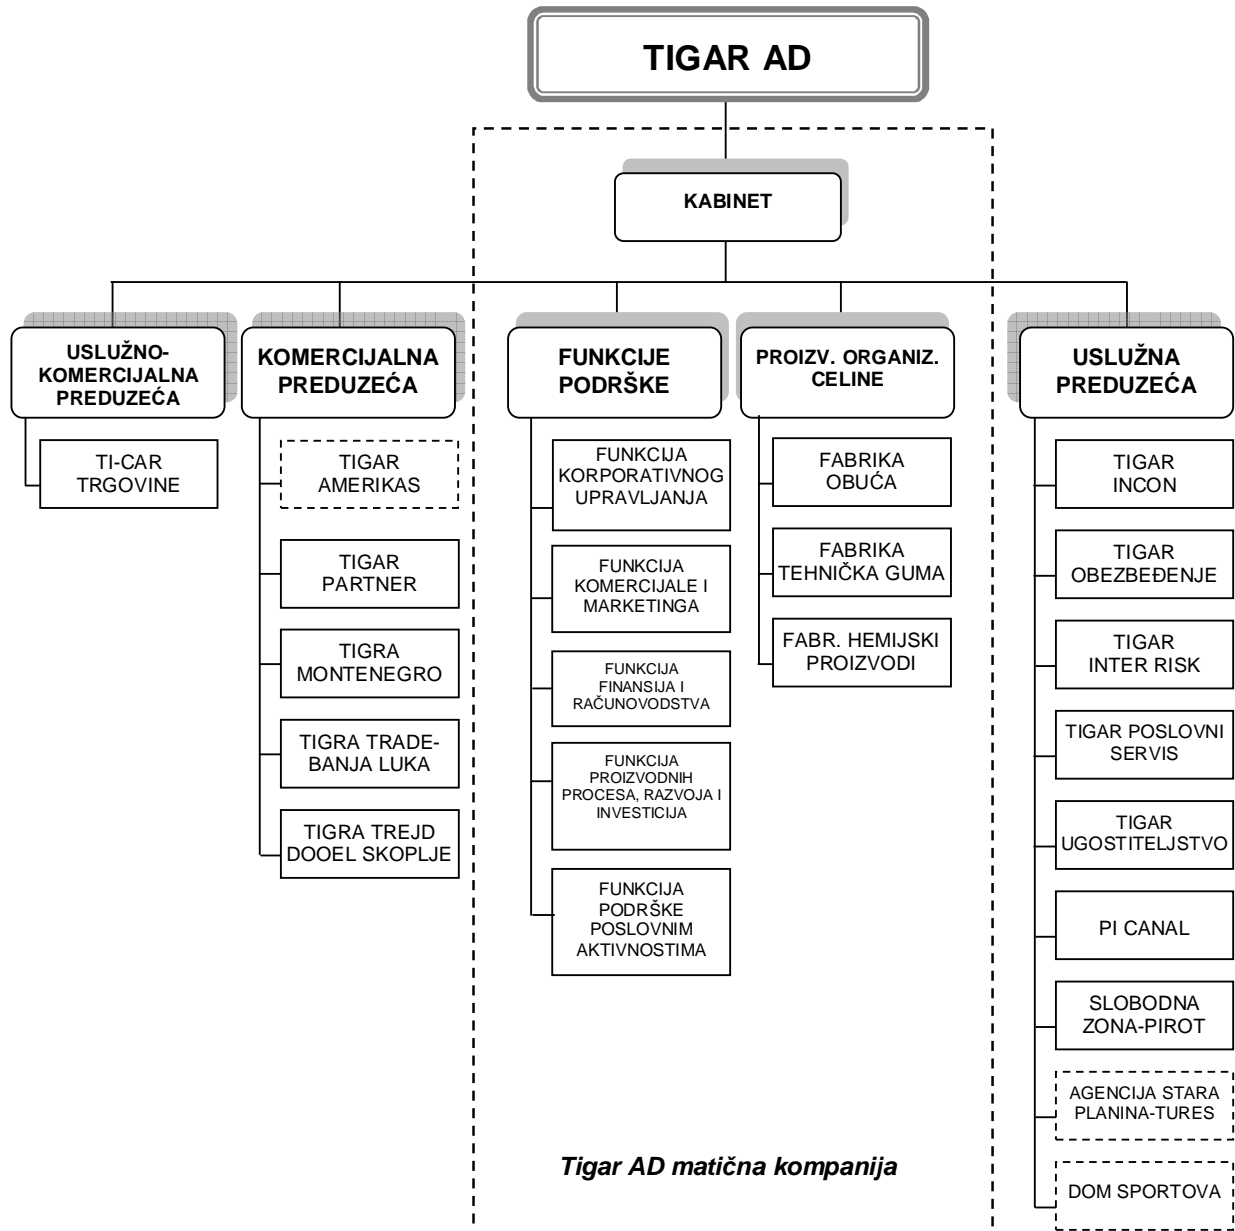 TIGAR AD
KABINET
USLUŽNO-
KOMERCIJALNA
PREDUZEĆA
TI-CAR
TRGOVINE
KOMERCIJALNA
PREDUZEĆA
TIGAR
AMERIKAS
TIGAR
PARTNER
TIGRA
MONTENEGRO
TIGRA TRADE-
BANJA LUKA
TIGRA TREJD
DOOEL SKOPLJE
FUNKCIJE
PODRŠKE
FUNKCIJA
KORPORATIVNOG
UPRAVLJANJA
FUNKCIJA
KOMERCIJALE I
MARKETINGA
FUNKCIJA
FINANSIJA I
RAČUNOVODSTVA
FUNKCIJA
PROIZVODNIH
PROCESA, RAZVOJA I
INVESTICIJA
FUNKCIJA
PODRŠKE
POSLOVNIM
AKTIVNOSTIMA
PROIZV. ORGANIZ.
CELINE
FABRIKA
OBUĆA
FABRIKA
TEHNIČKA GUMA
FABR. HEMIJSKI
PROIZVODI
USLUŽNA
PREDUZEĆA
TIGAR
INCON
TIGAR
OBEZBEĐENJE
TIGAR
INTER RISK
TIGAR POSLOVNI
SERVIS
TIGAR
UGOSTITELJSTVO
PI CANAL
SLOBODNA
ZONA-PIROT
AGENCIJA STARA
PLANINA-TURES
DOM SPORTOVA
Tigar AD matična kompanija